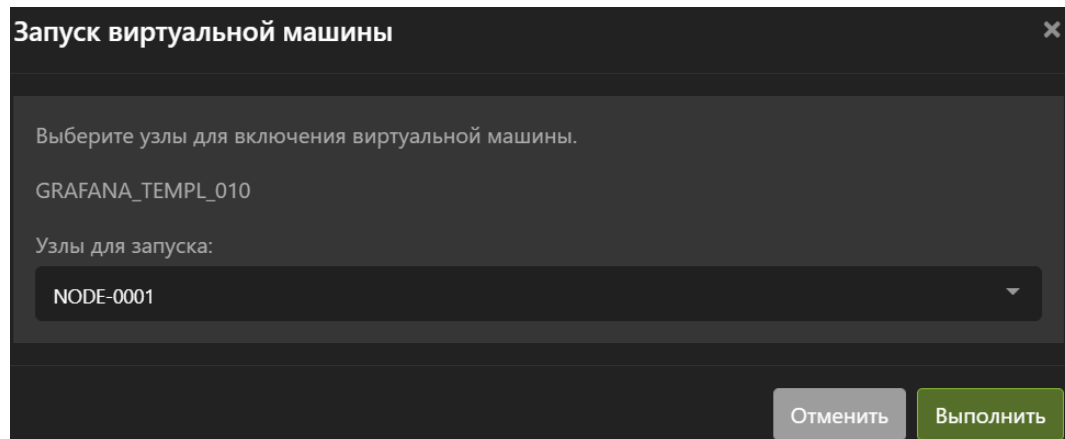 Запуск виртуальной машины
Выберите узлы для включения виртуальной машины.
GRAFANA_TEMPL_010
Узлы для запуска:
NODE-0001
Отменить Выполнить